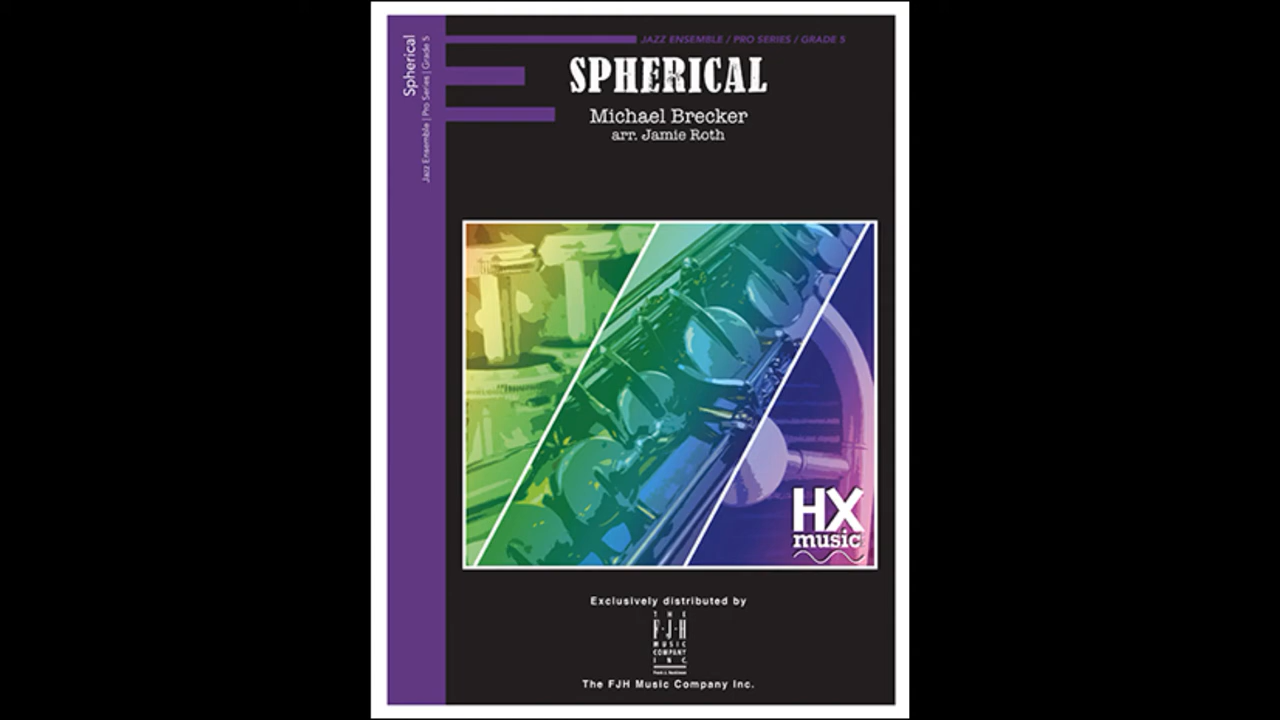 JAZZ ENSEMBLE / PRO SERIES / GRADE 5
Spherical
Jazz Ensemble | Pro Series | Grade 5
SPHERICAL
Michael Brecker
arr. Jamie Roth
HX
music
Exclusively distributed by
THE
F·J·H
MUSIC
COMPANY
INC.
The FJH Music Company Inc.